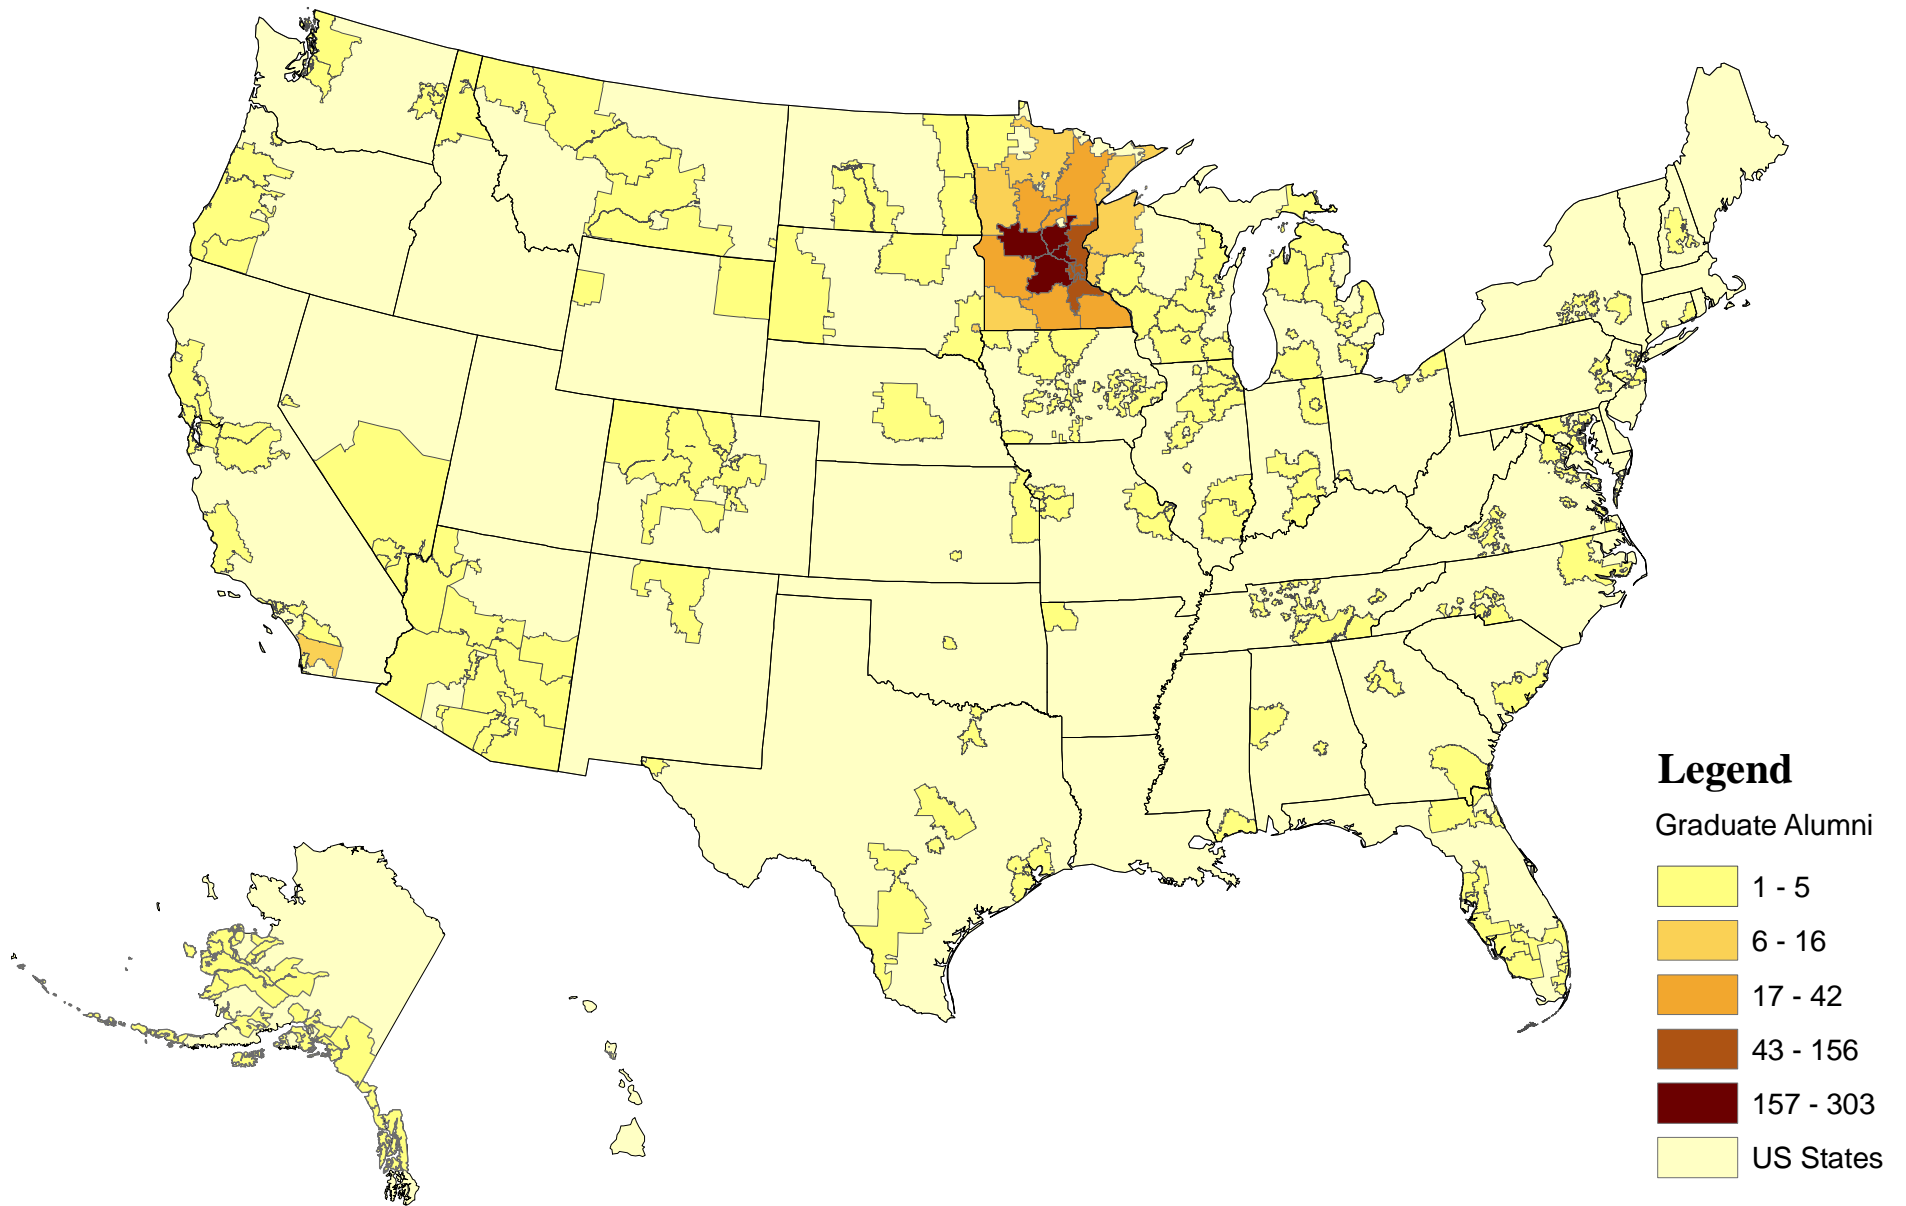 Legend
Graduate Alumni
1 - 5
6 - 16
17 - 42
43 - 156
157 - 303
US States